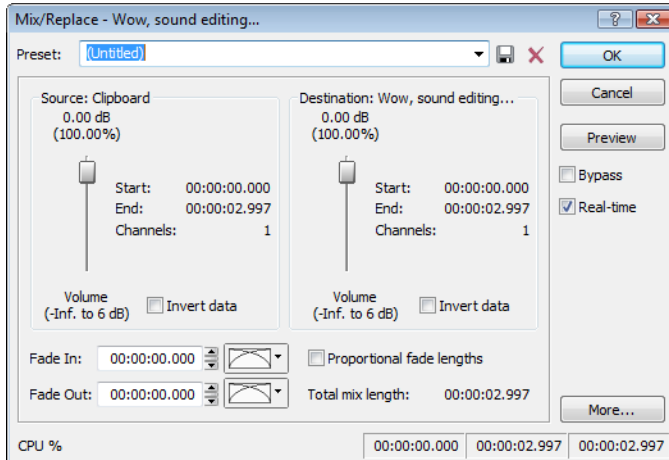 Mix/Replace - Wow, sound editing...
Preset: (Untitled)
OK
Cancel
Preview
Bypass
Real-time
Source: Clipboard
0.00 dB
(100.00%)
Start: 00:00:00.000
End: 00:00:02.997
Channels: 1
Volume
(-Inf. to 6 dB)
Invert data
Destination: Wow, sound editing...
0.00 dB
(100.00%)
Start: 00:00:00.000
End: 00:00:02.997
Channels: 1
Volume
(-Inf. to 6 dB)
Invert data
Fade In: 00:00:00.000
Proportional fade lengths
Fade Out: 00:00:00.000
Total mix length: 00:00:02.997
More...
CPU % 00:00:00.000 00:00:02.997 00:00:02.997